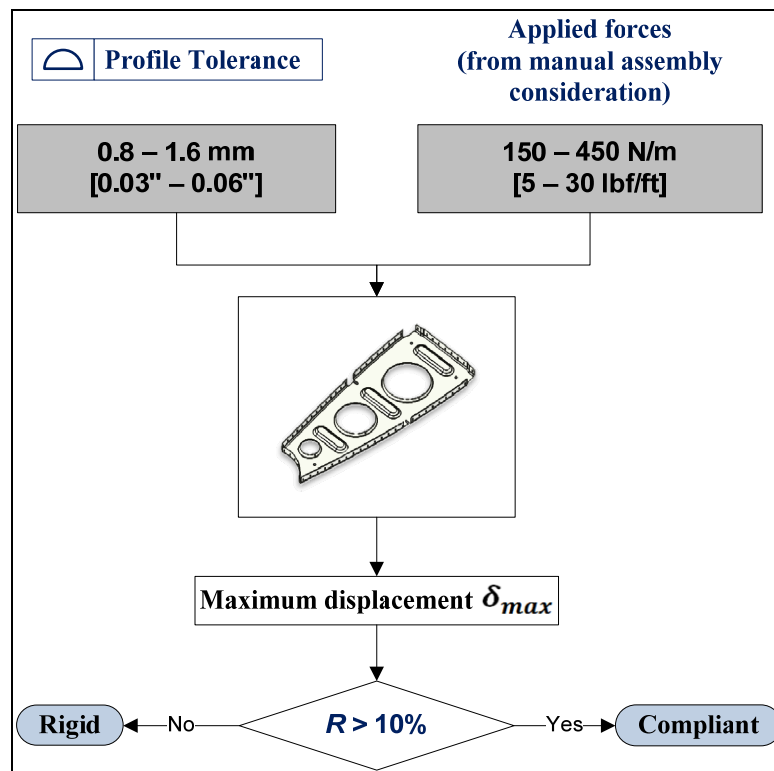 Profile Tolerance
Applied forces
(from manual assembly
consideration)
0.8 – 1.6 mm
[0.03" – 0.06"]
150 – 450 N/m
[5 – 30 lbf/ft]
Maximum displacement δmax
R > 10%
Rigid
No
Yes
Compliant